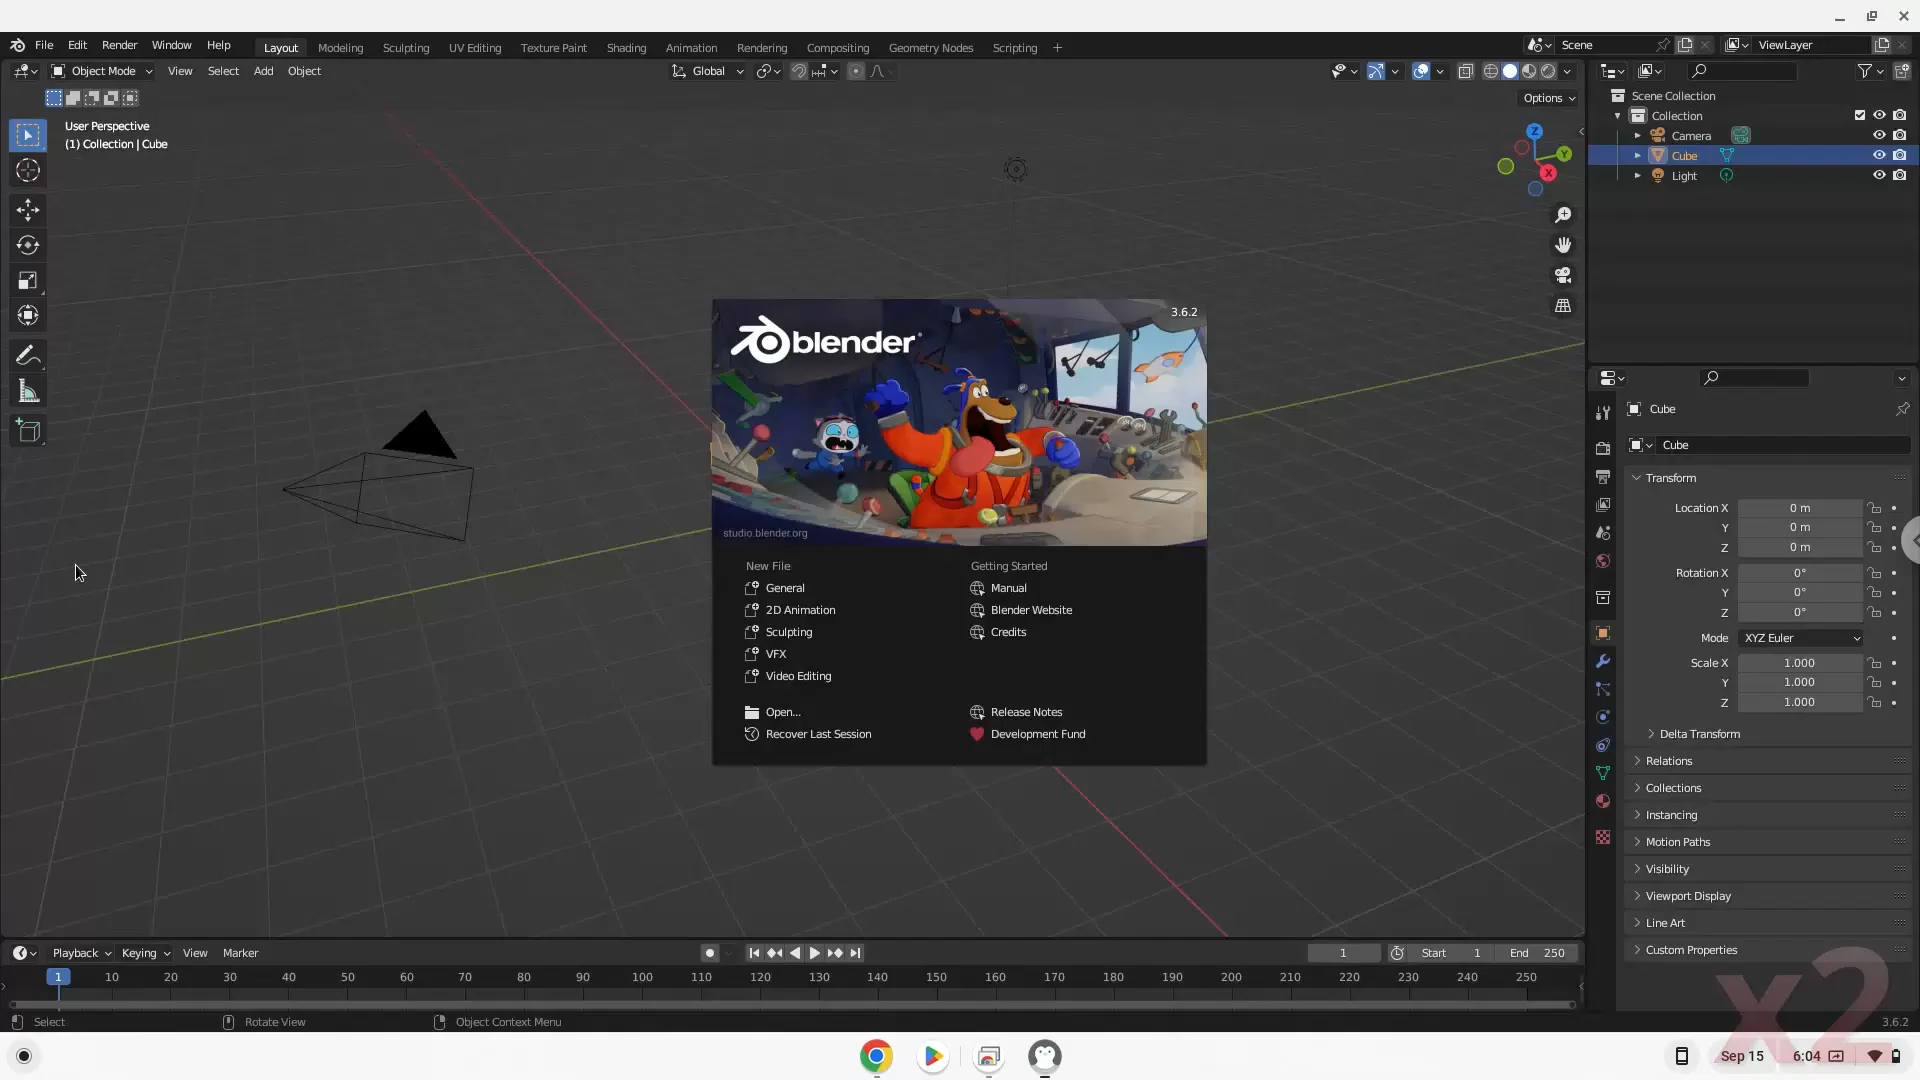 File Edit Render Window Help Layout Modeling Sculpting UV Editing Texture Paint Shading Animation Rendering Compositing Geometry Nodes Scripting + Scene ViewLayer
Object Mode View Select Add Object Global
Options
User Perspective
(1) Collection | Cube
Z
Y
X
Scene Collection
Collection
Camera
Cube
Light
3.6.2
blender
studio.blender.org
New File Getting Started
General Manual
2D Animation Blender Website
Sculpting Credits
VFX
Video Editing
Open... Release Notes
Recover Last Session Development Fund
Cube
Cube
Transform
Location X 0 m
Y 0 m
Z 0 m
Rotation X 0°
Y 0°
Z 0°
Mode XYZ Euler
Scale X 1.000
Y 1.000
Z 1.000
Delta Transform
Relations
Collections
Instancing
Motion Paths
Visibility
Viewport Display
Line Art
Custom Properties
Playback Keying View Marker 1 Start 1 End 250
1 10 20 30 40 50 60 70 80 90 100 110 120 130 140 150 160 170 180 190 200 210 220 230 240 250
Select Rotate View Object Context Menu 3.6.2
x2
Sep 15 6:04